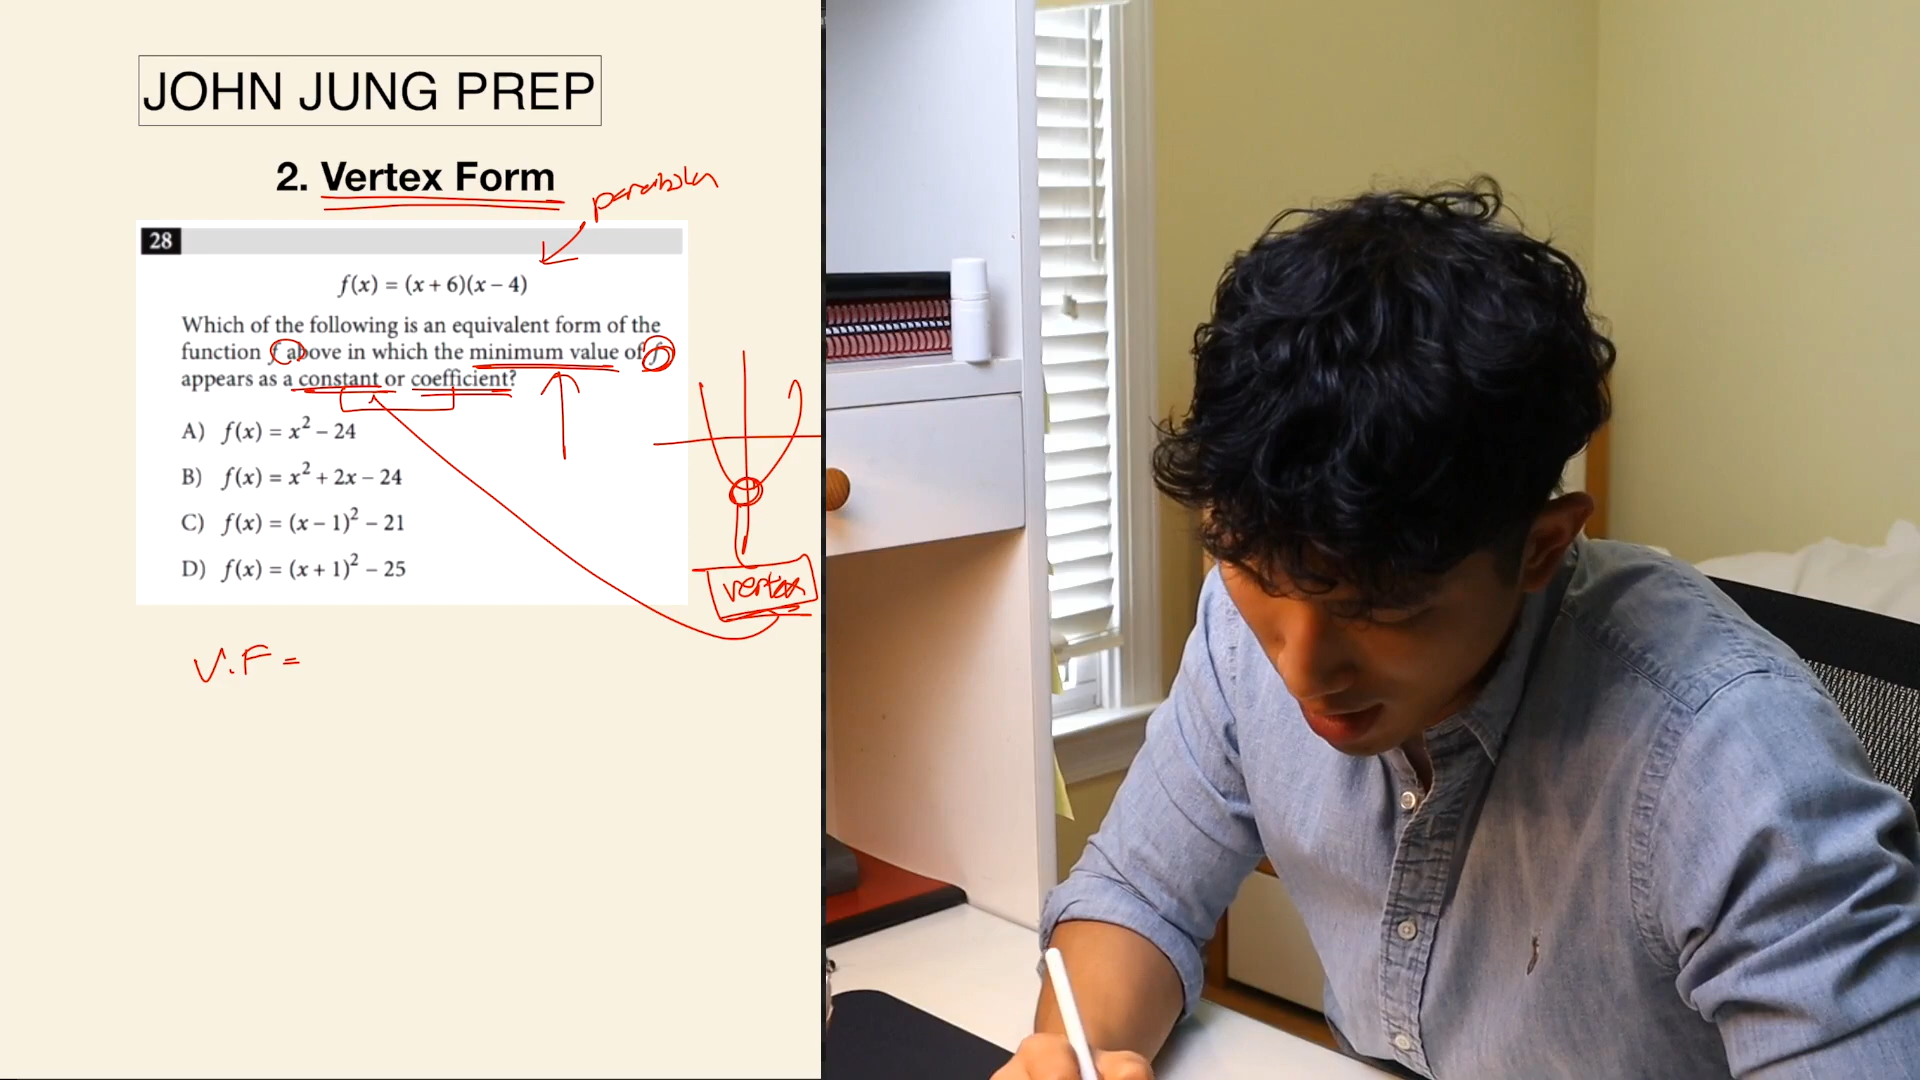 JOHN JUNG PREP
2. Vertex Form
parabola
28
f(x) = (x + 6)(x – 4)
Which of the following is an equivalent form of the
function f above in which the minimum value of f
appears as a constant or coefficient?
A) f(x) = x² – 24
B) f(x) = x² + 2x – 24
C) f(x) = (x – 1)² – 21
D) f(x) = (x + 1)² – 25
vertex
V.F =